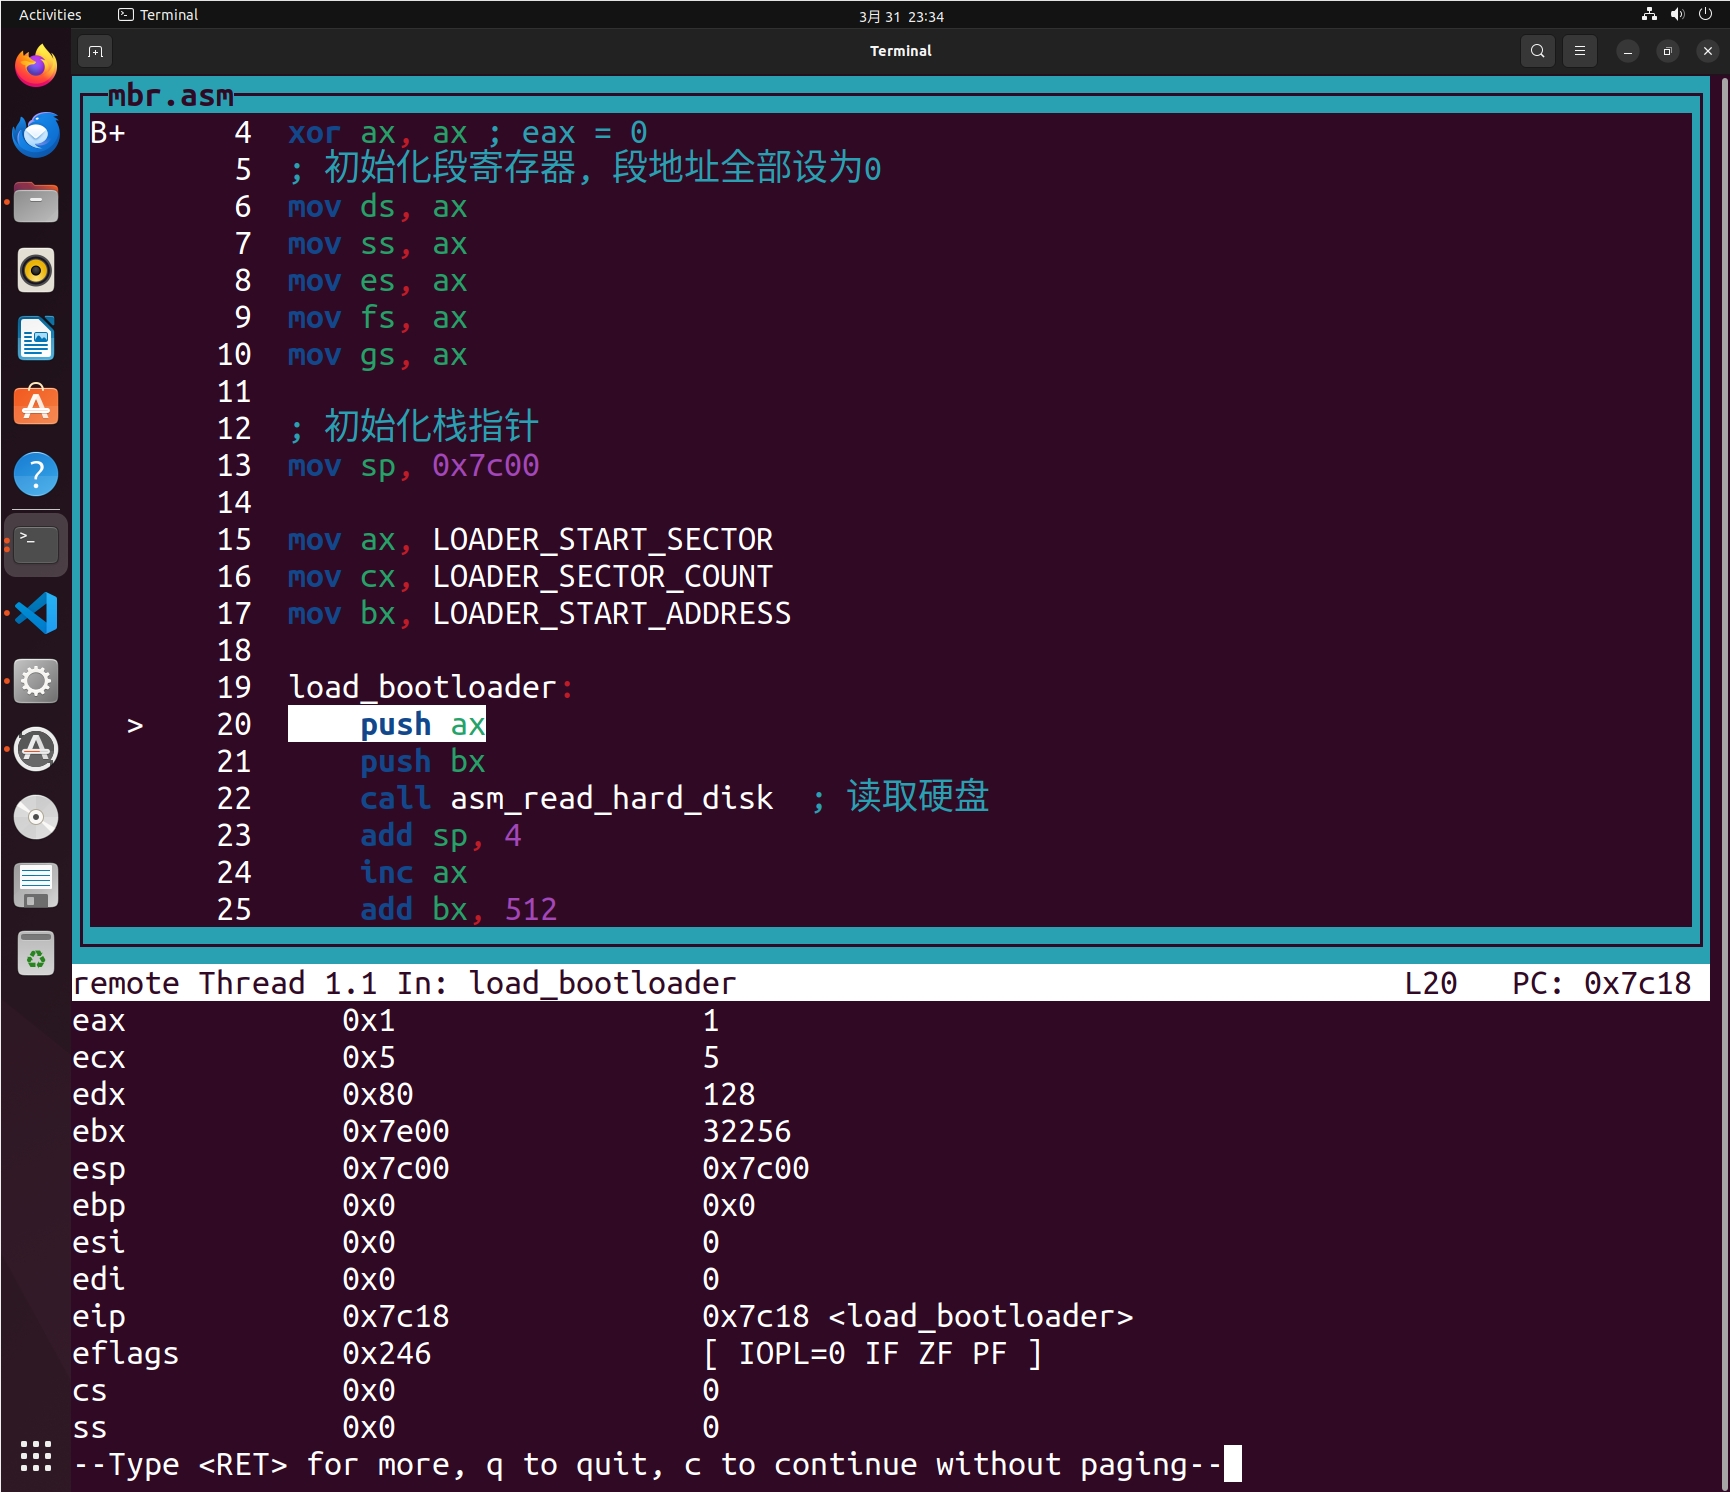 Activities Terminal 3月 31 23:34
Terminal
mbr.asm
B+ 4 xor ax, ax ; eax = 0
5 ; 初始化段寄存器, 段地址全部设为0
6 mov ds, ax
7 mov ss, ax
8 mov es, ax
9 mov fs, ax
10 mov gs, ax
11
12 ; 初始化栈指针
13 mov sp, 0x7c00
14
15 mov ax, LOADER_START_SECTOR
16 mov cx, LOADER_SECTOR_COUNT
17 mov bx, LOADER_START_ADDRESS
18
19 load_bootloader:
> 20 push ax
21 push bx
22 call asm_read_hard_disk ; 读取硬盘
23 add sp, 4
24 inc ax
25 add bx, 512
remote Thread 1.1 In: load_bootloader L20 PC: 0x7c18
eax 0x1 1
ecx 0x5 5
edx 0x80 128
ebx 0x7e00 32256
esp 0x7c00 0x7c00
ebp 0x0 0x0
esi 0x0 0
edi 0x0 0
eip 0x7c18 0x7c18 <load_bootloader>
eflags 0x246 [ IOPL=0 IF ZF PF ]
cs 0x0 0
ss 0x0 0
--Type <RET> for more, q to quit, c to continue without paging--